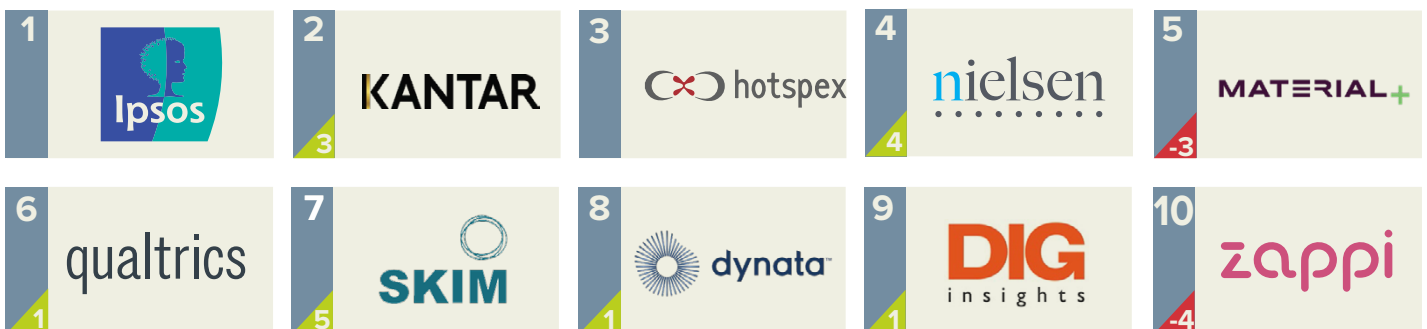 1
Ipsos
2
KANTAR
3
3
hotspex
4
nielsen
4
5
MATERIAL+
-3
6
qualtrics
1
7
SKIM
5
8
dynata™
1
9
DIG
insights
1
10
zappi
-4